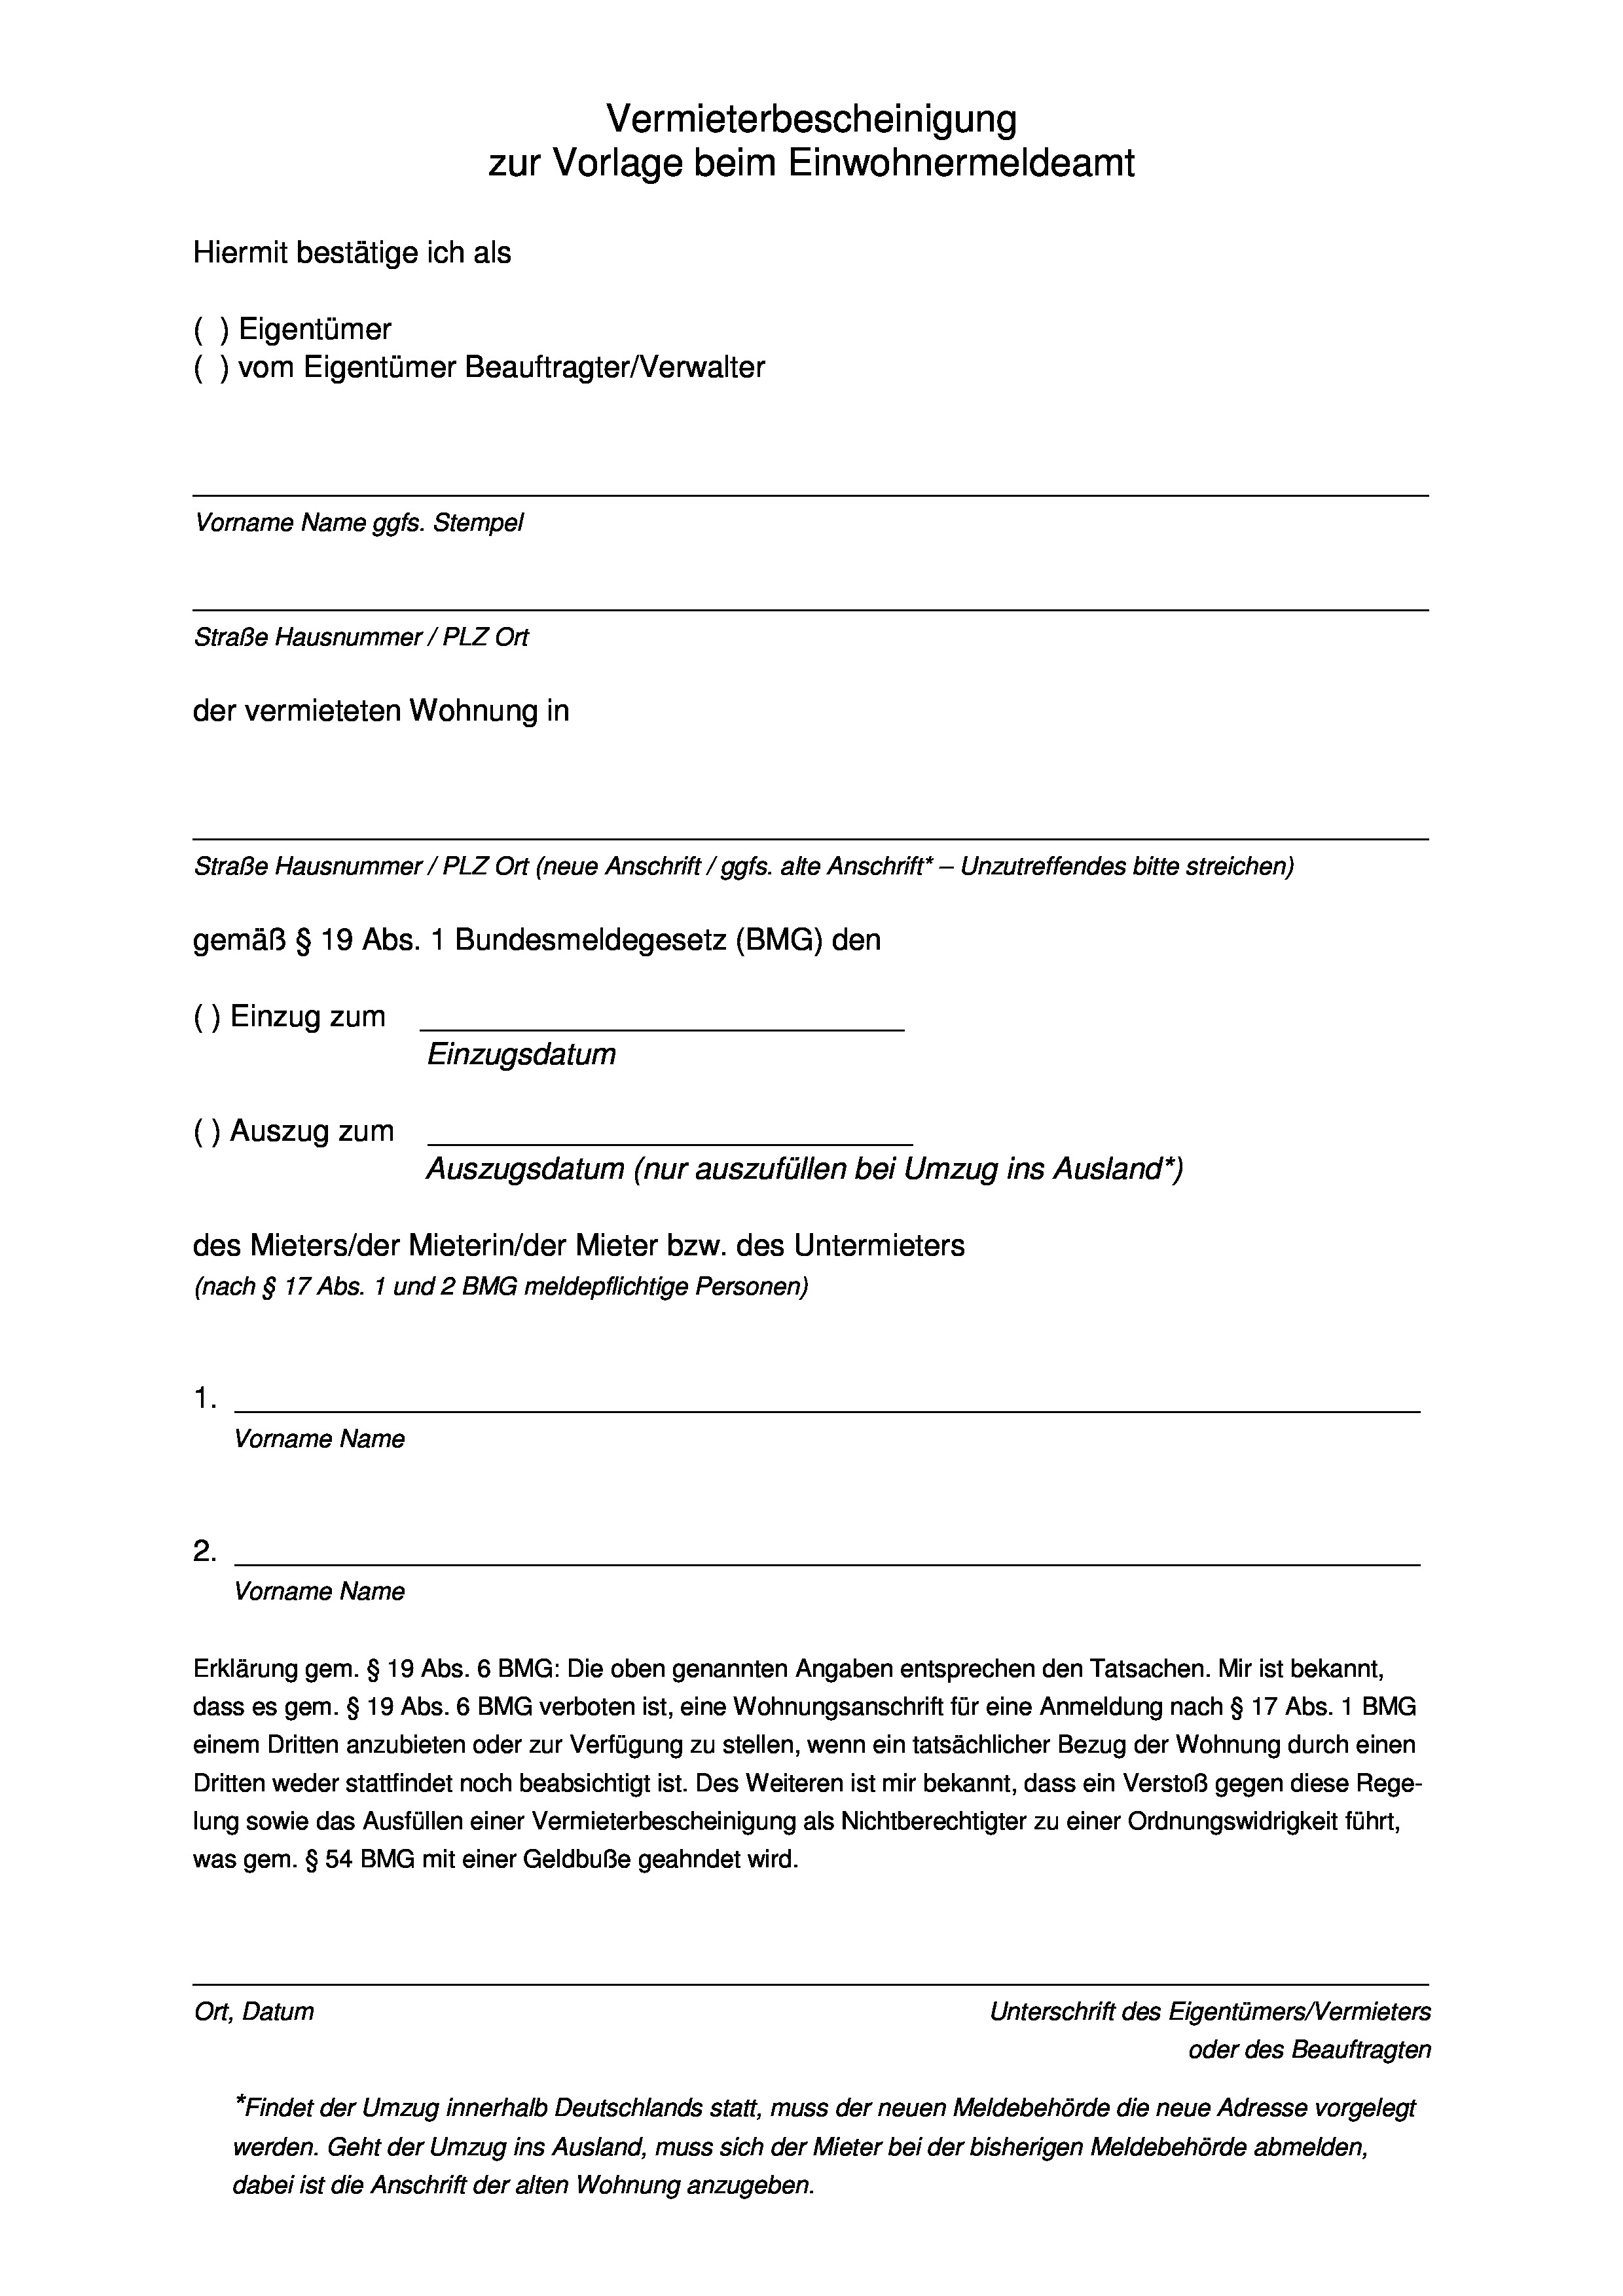 Vermieterbescheinigung
zur Vorlage beim Einwohnermeldeamt
Hiermit bestätige ich als
( ) Eigentümer
( ) vom Eigentümer Beauftragter/Verwalter
Vorname Name ggfs. Stempel
Straße Hausnummer / PLZ Ort
der vermieteten Wohnung in
Straße Hausnummer / PLZ Ort (neue Anschrift / ggfs. alte Anschrift* – Unzutreffendes bitte streichen)
gemäß § 19 Abs. 1 Bundesmeldegesetz (BMG) den
( ) Einzug zum
Einzugsdatum
( ) Auszug zum
Auszugsdatum (nur auszufüllen bei Umzug ins Ausland*)
des Mieters/der Mieterin/der Mieter bzw. des Untermieters
(nach § 17 Abs. 1 und 2 BMG meldepflichtige Personen)
1.
Vorname Name
2.
Vorname Name
Erklärung gem. § 19 Abs. 6 BMG: Die oben genannten Angaben entsprechen den Tatsachen. Mir ist bekannt,
dass es gem. § 19 Abs. 6 BMG verboten ist, eine Wohnungsanschrift für eine Anmeldung nach § 17 Abs. 1 BMG
einem Dritten anzubieten oder zur Verfügung zu stellen, wenn ein tatsächlicher Bezug der Wohnung durch einen
Dritten weder stattfindet noch beabsichtigt ist. Des Weiteren ist mir bekannt, dass ein Verstoß gegen diese Rege-
lung sowie das Ausfüllen einer Vermieterbescheinigung als Nichtberechtigter zu einer Ordnungswidrigkeit führt,
was gem. § 54 BMG mit einer Geldbuße geahndet wird.
Ort, Datum Unterschrift des Eigentümers/Vermieters
oder des Beauftragten
*Findet der Umzug innerhalb Deutschlands statt, muss der neuen Meldebehörde die neue Adresse vorgelegt
werden. Geht der Umzug ins Ausland, muss sich der Mieter bei der bisherigen Meldebehörde abmelden,
dabei ist die Anschrift der alten Wohnung anzugeben.